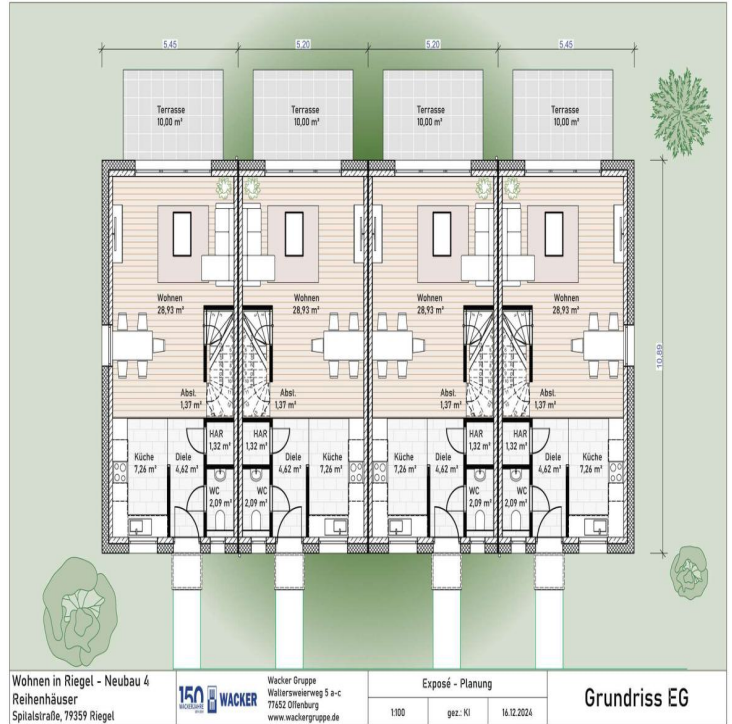 5,45 5,20 5,20 5,45
Terrasse Terrasse Terrasse Terrasse
10,00 m² 10,00 m² 10,00 m² 10,00 m²
Wohnen Wohnen Wohnen Wohnen
28,93 m² 28,93 m² 28,93 m² 28,93 m²
10,89
Abst. Abst. Abst. Abst.
1,37 m² 1,37 m² 1,37 m² 1,37 m²
HAR HAR HAR HAR
1,32 m² 1,32 m² 1,32 m² 1,32 m²
Küche Diele Diele Küche Küche Diele Diele Küche
7,26 m² 4,62 m² 4,62 m² 7,26 m² 7,26 m² 4,62 m² 4,62 m² 7,26 m²
WC WC WC WC
2,09 m² 2,09 m² 2,09 m² 2,09 m²
Wohnen in Riegel - Neubau 4
Reihenhäuser
Spitalstraße, 79359 Riegel
150 WACKER
WACKERJAHRE
Wacker Gruppe
Waltersweierweg 5 a-c
77652 Offenburg
www.wackergruppe.de
Exposé - Planung
1:100 gez.: KI 16.12.2024
Grundriss EG